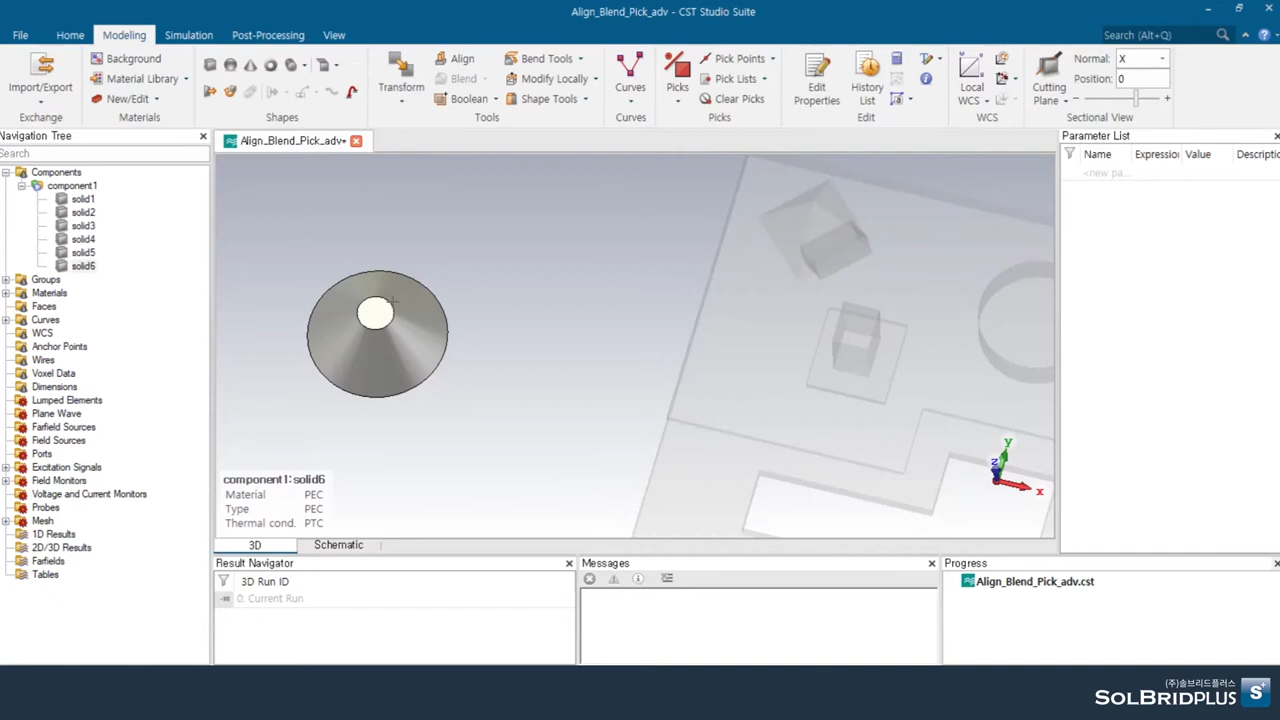 Align_Blend_Pick_adv - CST Studio Suite
File Home Modeling Simulation Post-Processing View Search (Alt+Q)
Import/Export
Exchange
Background
Material Library
New/Edit
Materials
Shapes
Transform
Align
Blend
Boolean
Bend Tools
Modify Locally
Shape Tools
Tools
Curves
Curves
Picks
Pick Points
Pick Lists
Clear Picks
Picks
Edit
Properties
History
List
Edit
Local
WCS
WCS
Cutting
Plane
Normal: X
Position: 0
Sectional View
Navigation Tree
Search
Components
component1
solid1
solid2
solid3
solid4
solid5
solid6
Groups
Materials
Faces
Curves
WCS
Anchor Points
Wires
Voxel Data
Dimensions
Lumped Elements
Plane Wave
Farfield Sources
Field Sources
Ports
Excitation Signals
Field Monitors
Voltage and Current Monitors
Probes
Mesh
1D Results
2D/3D Results
Farfields
Tables
Align_Blend_Pick_adv*
component1:solid6
Material PEC
Type PEC
Thermal cond. PTC
y
z
x
3D Schematic
Parameter List
Name Expressio Value Descriptio
<new pa...
Result Navigator
3D Run ID
0: Current Run
Messages
Progress
Align_Blend_Pick_adv.cst
(주)솔브리드플러스
SOLBRIDPLUS
S+